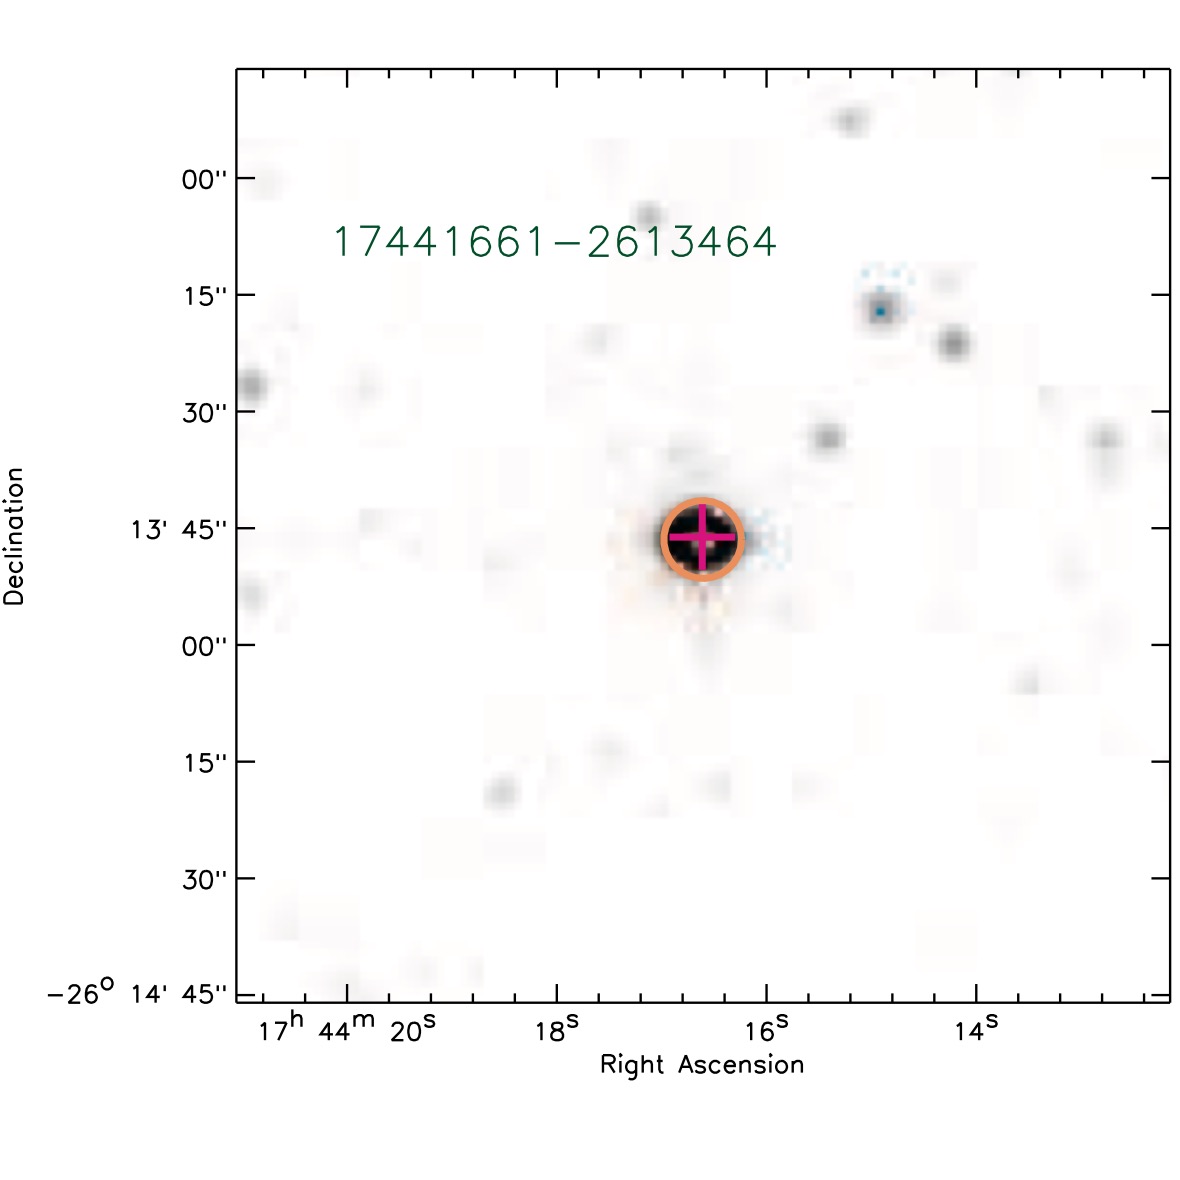 00"
17441661−2613464
15"
30"
13' 45"
00"
15"
30"
−26° 14' 45"
17h 44m 20s 18s 16s 14s
Right Ascension
Declination